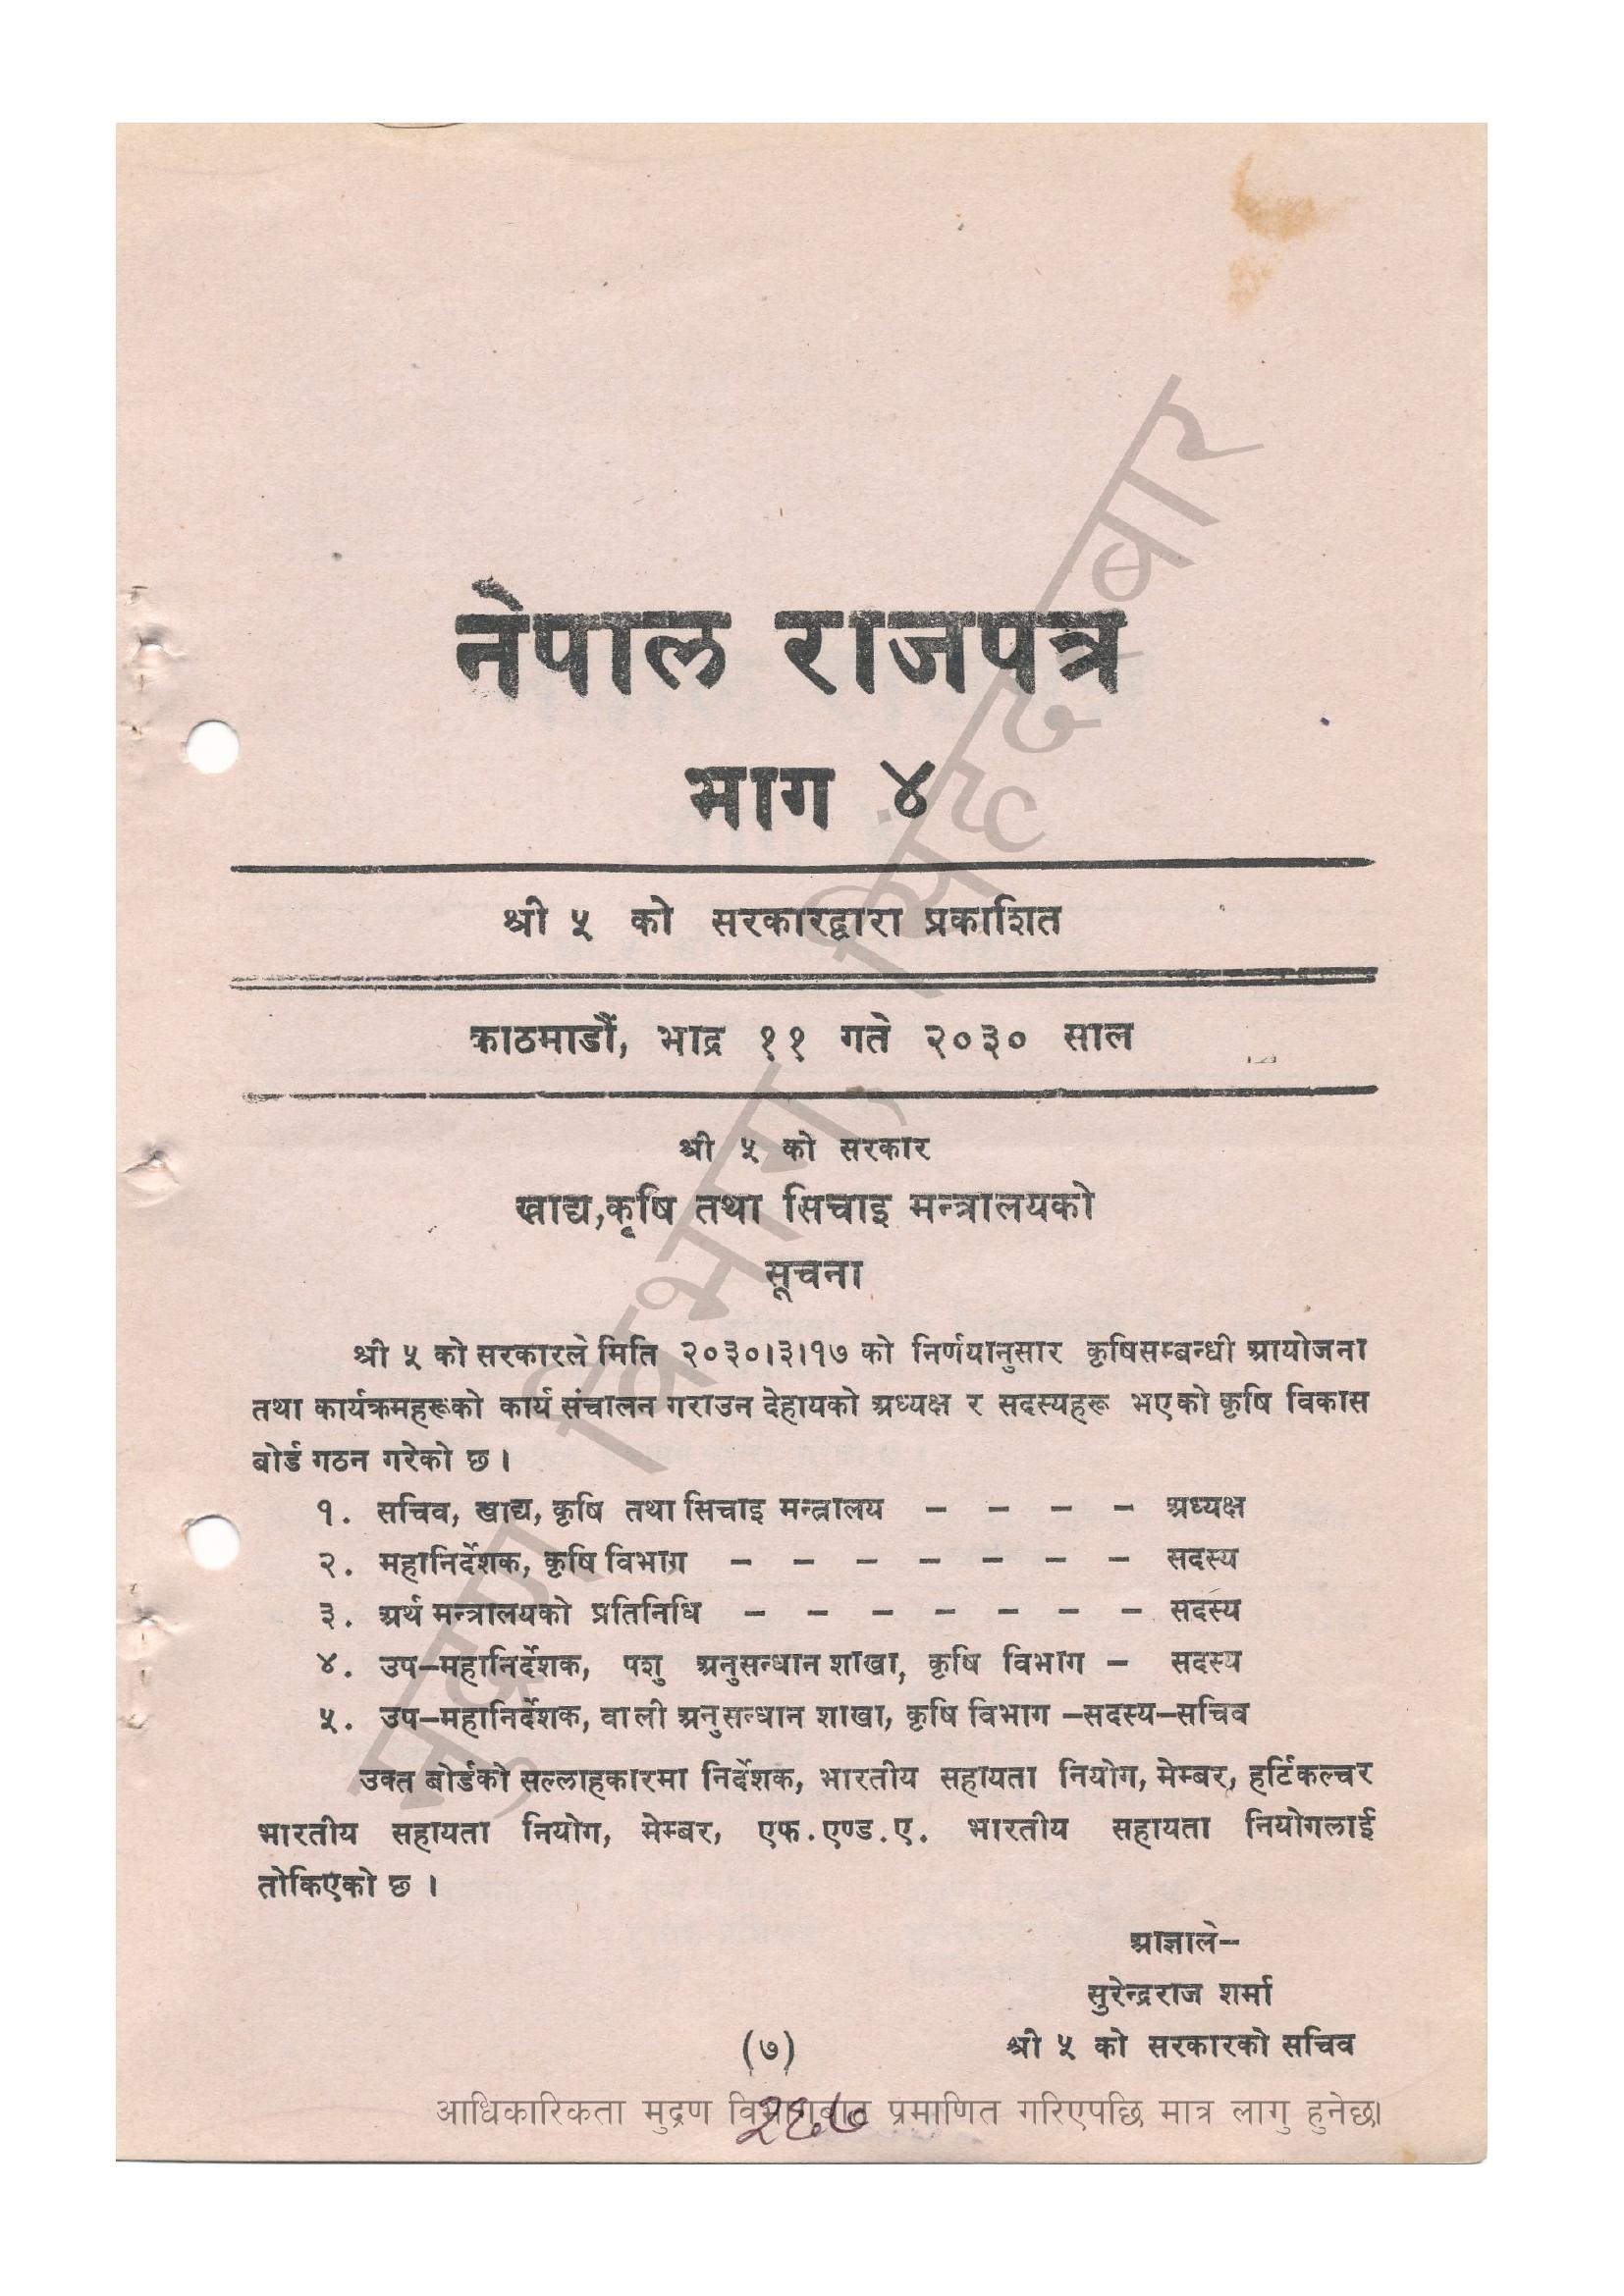 नेपाल राजपत्र
भाग ४
श्री ५ को सरकारद्वारा प्रकाशित
काठमाडौं, भाद्र ११ गते २०३० साल
श्री ५ को सरकार
खाद्य,कृषि तथा सिचाइ मन्त्रालयको
सूचना
श्री ५ को सरकारले मिति २०३०।३।१७ को निर्णयानुसार कृषिसम्बन्धी आयोजना
तथा कार्यक्रमहरूको कार्य संचालन गराउन देहायको अध्यक्ष र सदस्यहरू भएको कृषि विकास
बोर्ड गठन गरेको छ ।
१. सचिव, खाद्य, कृषि तथा सिचाइ मन्त्रालय – – – – अध्यक्ष
२. महानिर्देशक, कृषि विभाग – – – – – – – सदस्य
३. अर्थ मन्त्रालयको प्रतिनिधि – – – – – – – सदस्य
४. उप–महानिर्देशक, पशु अनुसन्धान शाखा, कृषि विभाग – सदस्य
५. उप–महानिर्देशक, वाली अनुसन्धान शाखा, कृषि विभाग –सदस्य–सचिव
उक्त बोर्डको सल्लाहकारमा निर्देशक, भारतीय सहायता नियोग, मेम्बर, हर्टिकल्चर
भारतीय सहायता नियोग, मेम्बर, एफ.एण्ड.ए. भारतीय सहायता नियोगलाई
तोकिएको छ ।
आज्ञाले–
सुरेन्द्रराज शर्मा
श्री ५ को सरकारको सचिव
(७)
आधिकारिकता मुद्रण विभागबाट प्रमाणित गरिएपछि मात्र लागु हुनेछ।
२६७
मुद्रण विभाग, सिंहदरबार